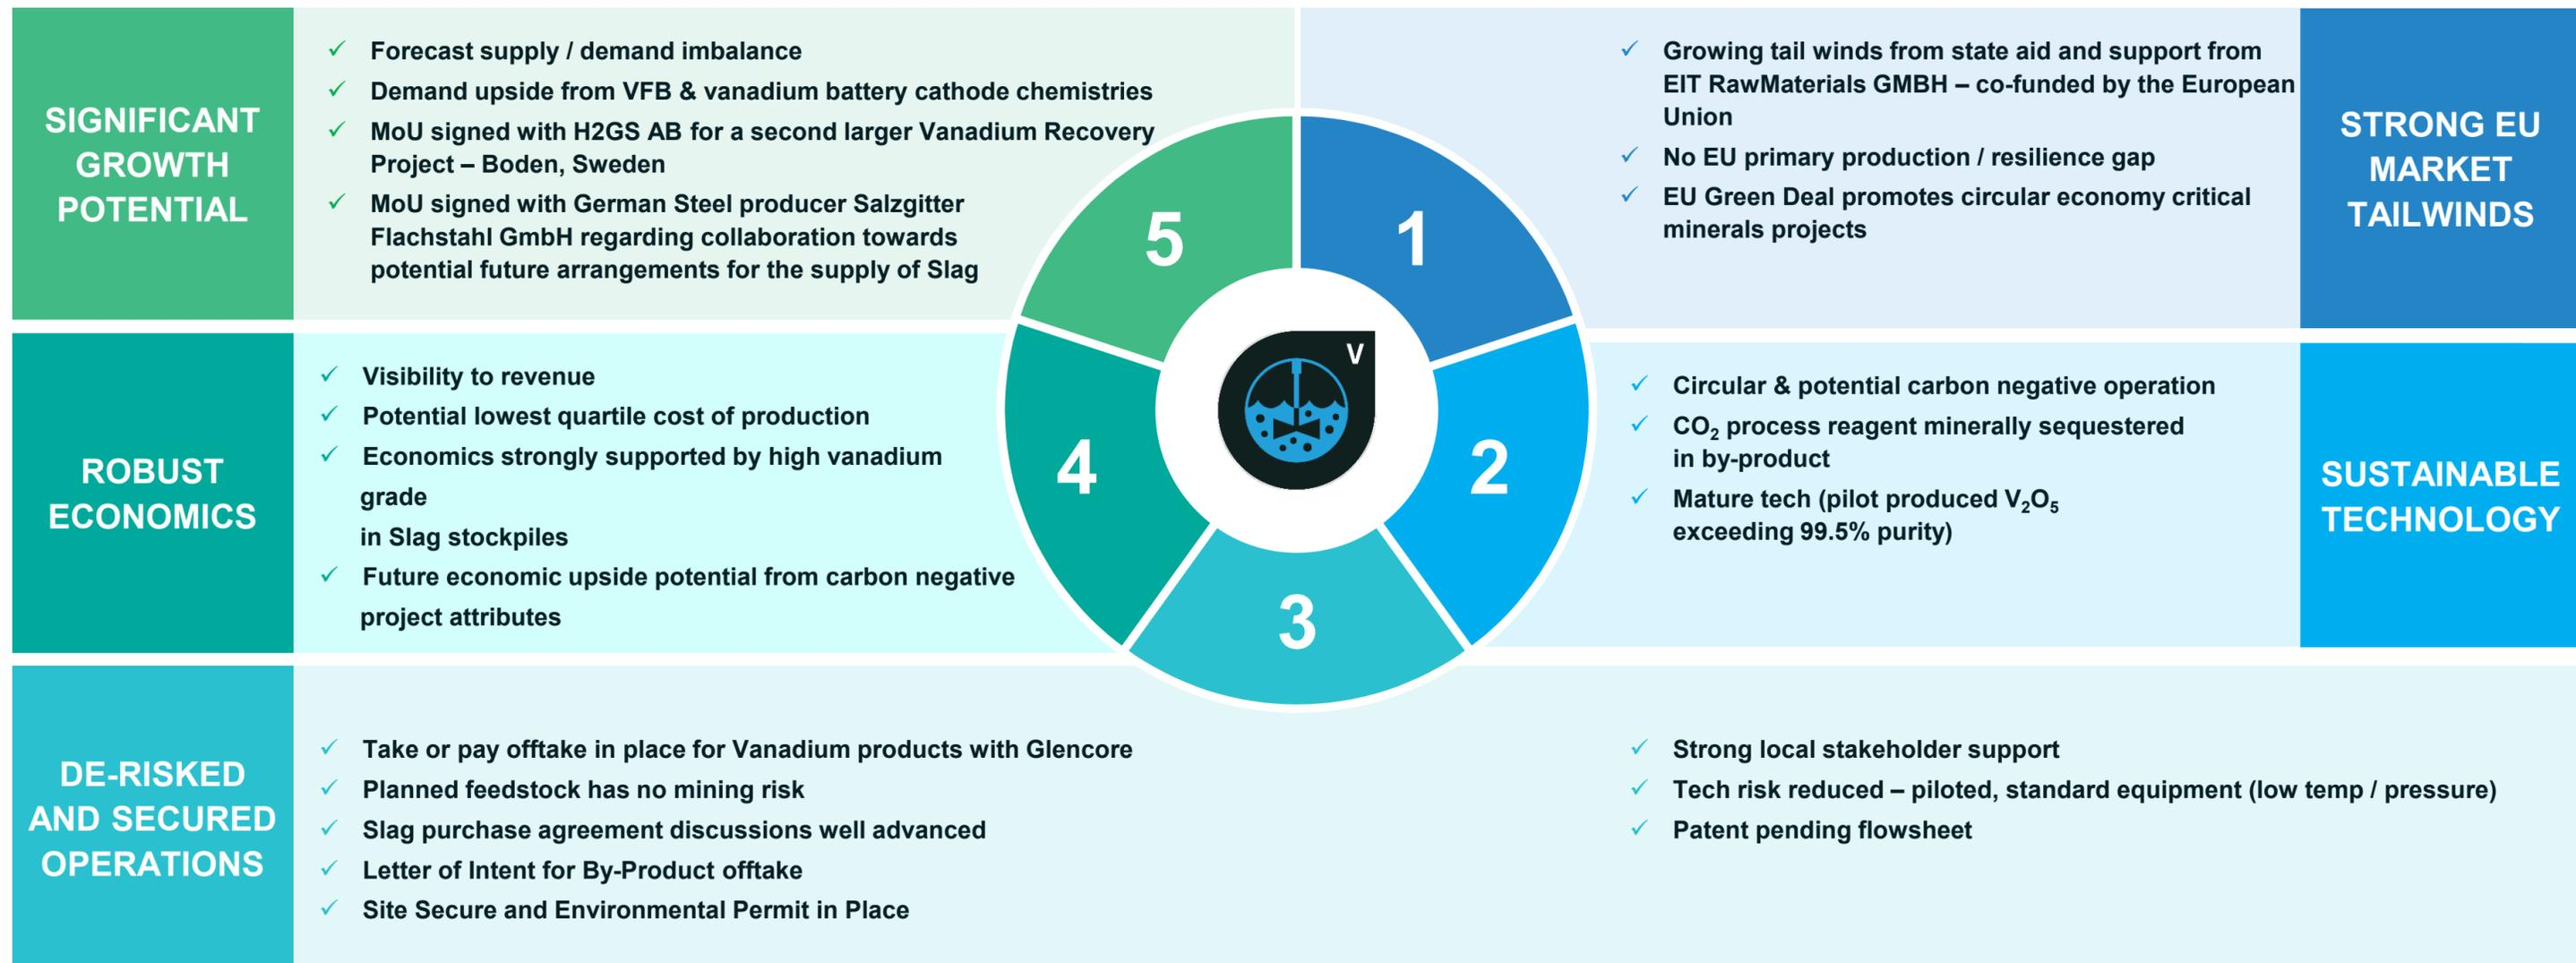 SIGNIFICANT
GROWTH
POTENTIAL
✓ Forecast supply / demand imbalance
✓ Demand upside from VFB & vanadium battery cathode chemistries
✓ MoU signed with H2GS AB for a second larger Vanadium Recovery
Project – Boden, Sweden
✓ MoU signed with German Steel producer Salzgitter
Flachstahl GmbH regarding collaboration towards
potential future arrangements for the supply of Slag
5
1
✓ Growing tail winds from state aid and support from
EIT RawMaterials GMBH – co-funded by the European
Union
✓ No EU primary production / resilience gap
✓ EU Green Deal promotes circular economy critical
minerals projects
STRONG EU
MARKET
TAILWINDS
ROBUST
ECONOMICS
✓ Visibility to revenue
✓ Potential lowest quartile cost of production
✓ Economics strongly supported by high vanadium
grade
in Slag stockpiles
✓ Future economic upside potential from carbon negative
project attributes
4
V
2
✓ Circular & potential carbon negative operation
✓ CO₂ process reagent minerally sequestered
in by-product
✓ Mature tech (pilot produced V₂O₅
exceeding 99.5% purity)
SUSTAINABLE
TECHNOLOGY
3
DE-RISKED
AND SECURED
OPERATIONS
✓ Take or pay offtake in place for Vanadium products with Glencore
✓ Planned feedstock has no mining risk
✓ Slag purchase agreement discussions well advanced
✓ Letter of Intent for By-Product offtake
✓ Site Secure and Environmental Permit in Place
✓ Strong local stakeholder support
✓ Tech risk reduced – piloted, standard equipment (low temp / pressure)
✓ Patent pending flowsheet